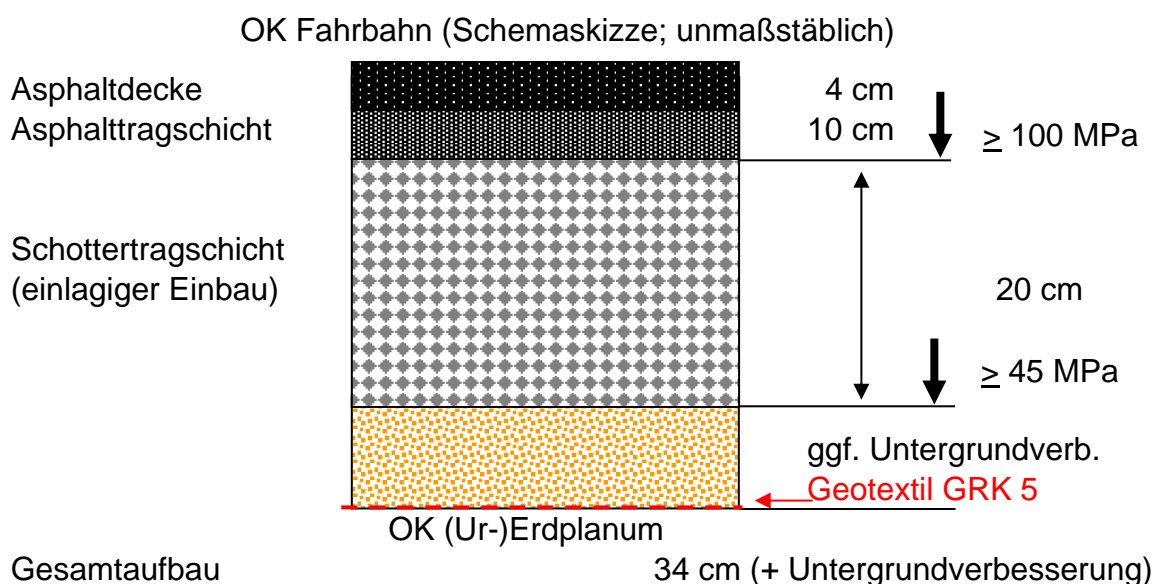 OK Fahrbahn (Schemaskizze; unmaßstäblich)
Asphaltdecke 4 cm
Asphalttragschicht 10 cm ≥ 100 MPa
Schottertragschicht
(einlagiger Einbau) 20 cm
≥ 45 MPa
ggf. Untergrundverb.
Geotextil GRK 5
OK (Ur-)Erdplanum
Gesamtaufbau 34 cm (+ Untergrundverbesserung)